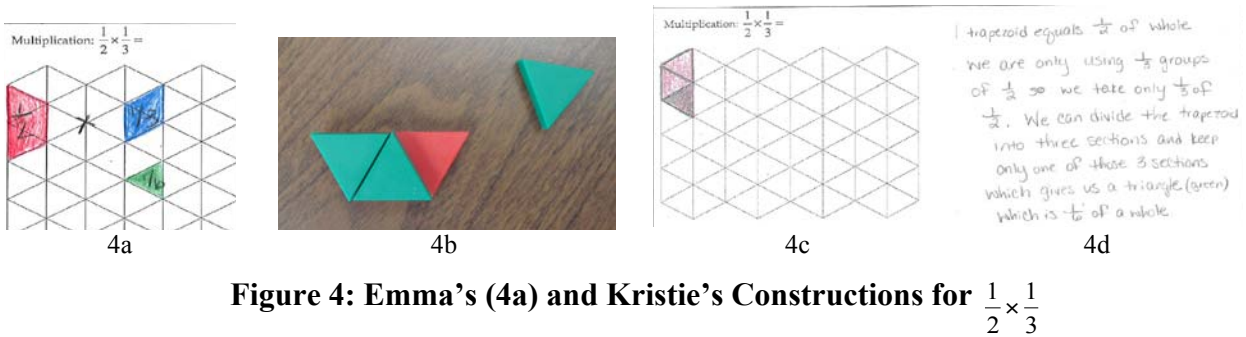 Multiplication: 1/2 × 1/3 =
1/2
×
1/3
1/6
Multiplication: 1/2 × 1/3 =
1 trapezoid equals 1/2 of whole
we are only using 1/3 groups
of 1/2 so we take only 1/3 of
1/2. We can divide the trapezoid
into three sections and keep
only one of those 3 sections
which gives us a triangle (green)
which is 1/6 of a whole
4a
4b
4c
4d
Figure 4: Emma's (4a) and Kristie's Constructions for 1/2 × 1/3